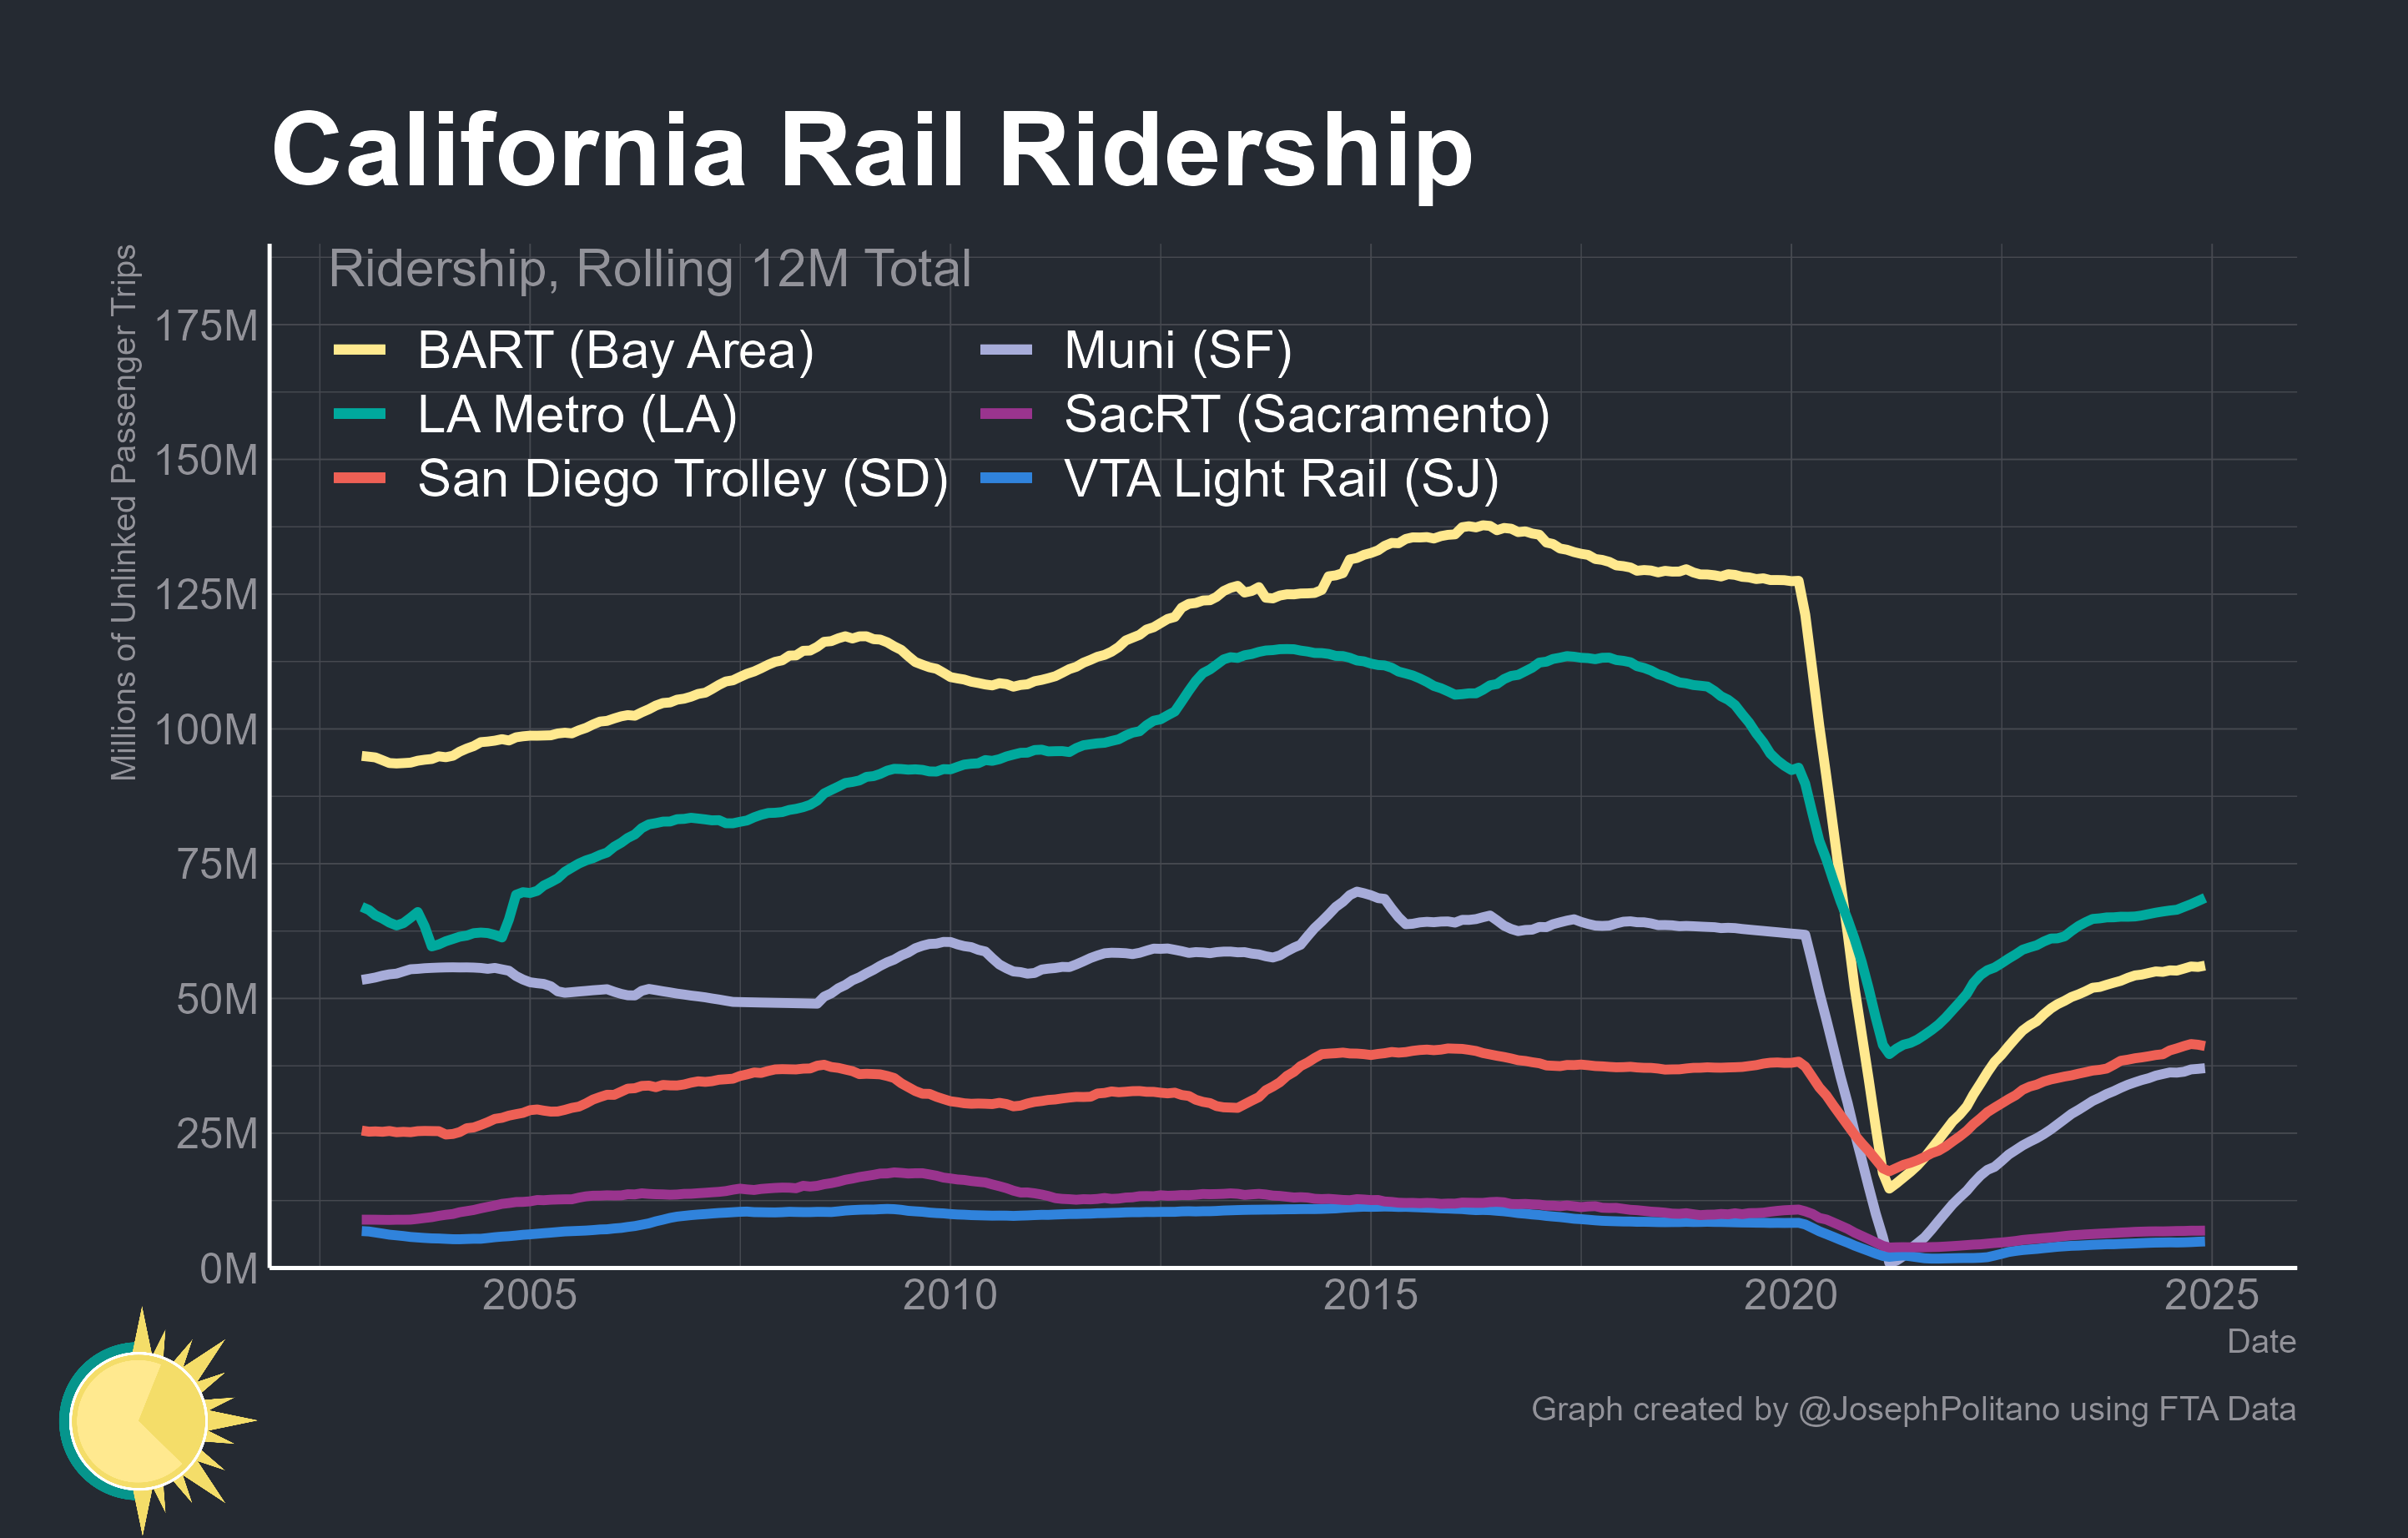 California Rail Ridership
Ridership, Rolling 12M Total
BART (Bay Area)
LA Metro (LA)
San Diego Trolley (SD)
Muni (SF)
SacRT (Sacramento)
VTA Light Rail (SJ)
Millions of Unlinked Passenger Trips
175M
150M
125M
100M
75M
50M
25M
0M
2005 2010 2015 2020 2025
Date
Graph created by @JosephPolitano using FTA Data